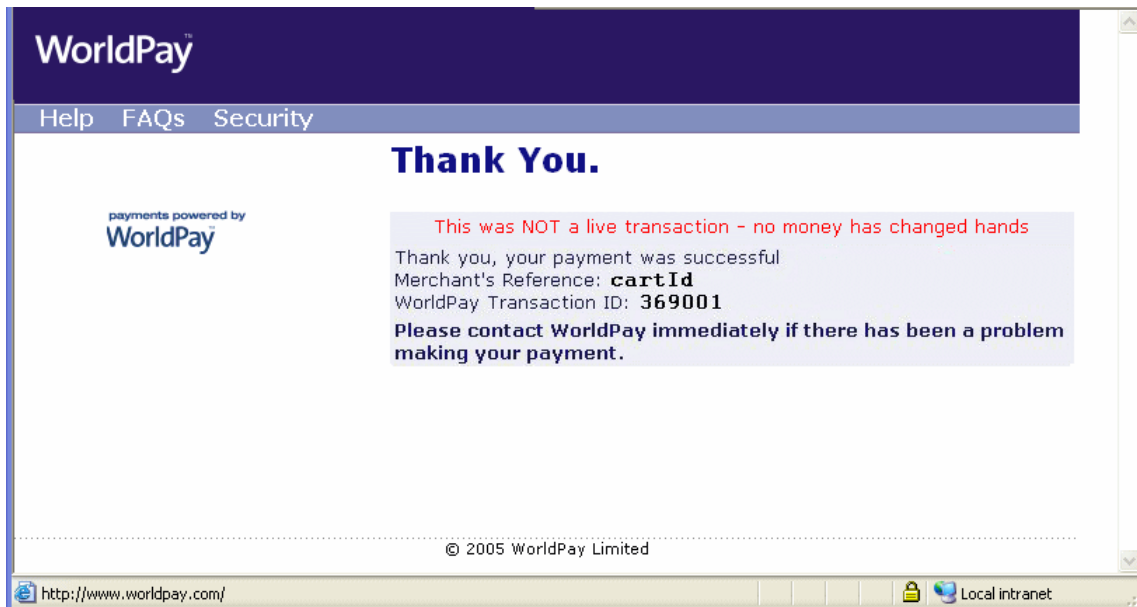 WorldPay™
Help FAQs Security
Thank You.
payments powered by
WorldPay
This was NOT a live transaction - no money has changed hands
Thank you, your payment was successful
Merchant's Reference: cartId
WorldPay Transaction ID: 369001
Please contact WorldPay immediately if there has been a problem
making your payment.
© 2005 WorldPay Limited
http://www.worldpay.com/ Local intranet